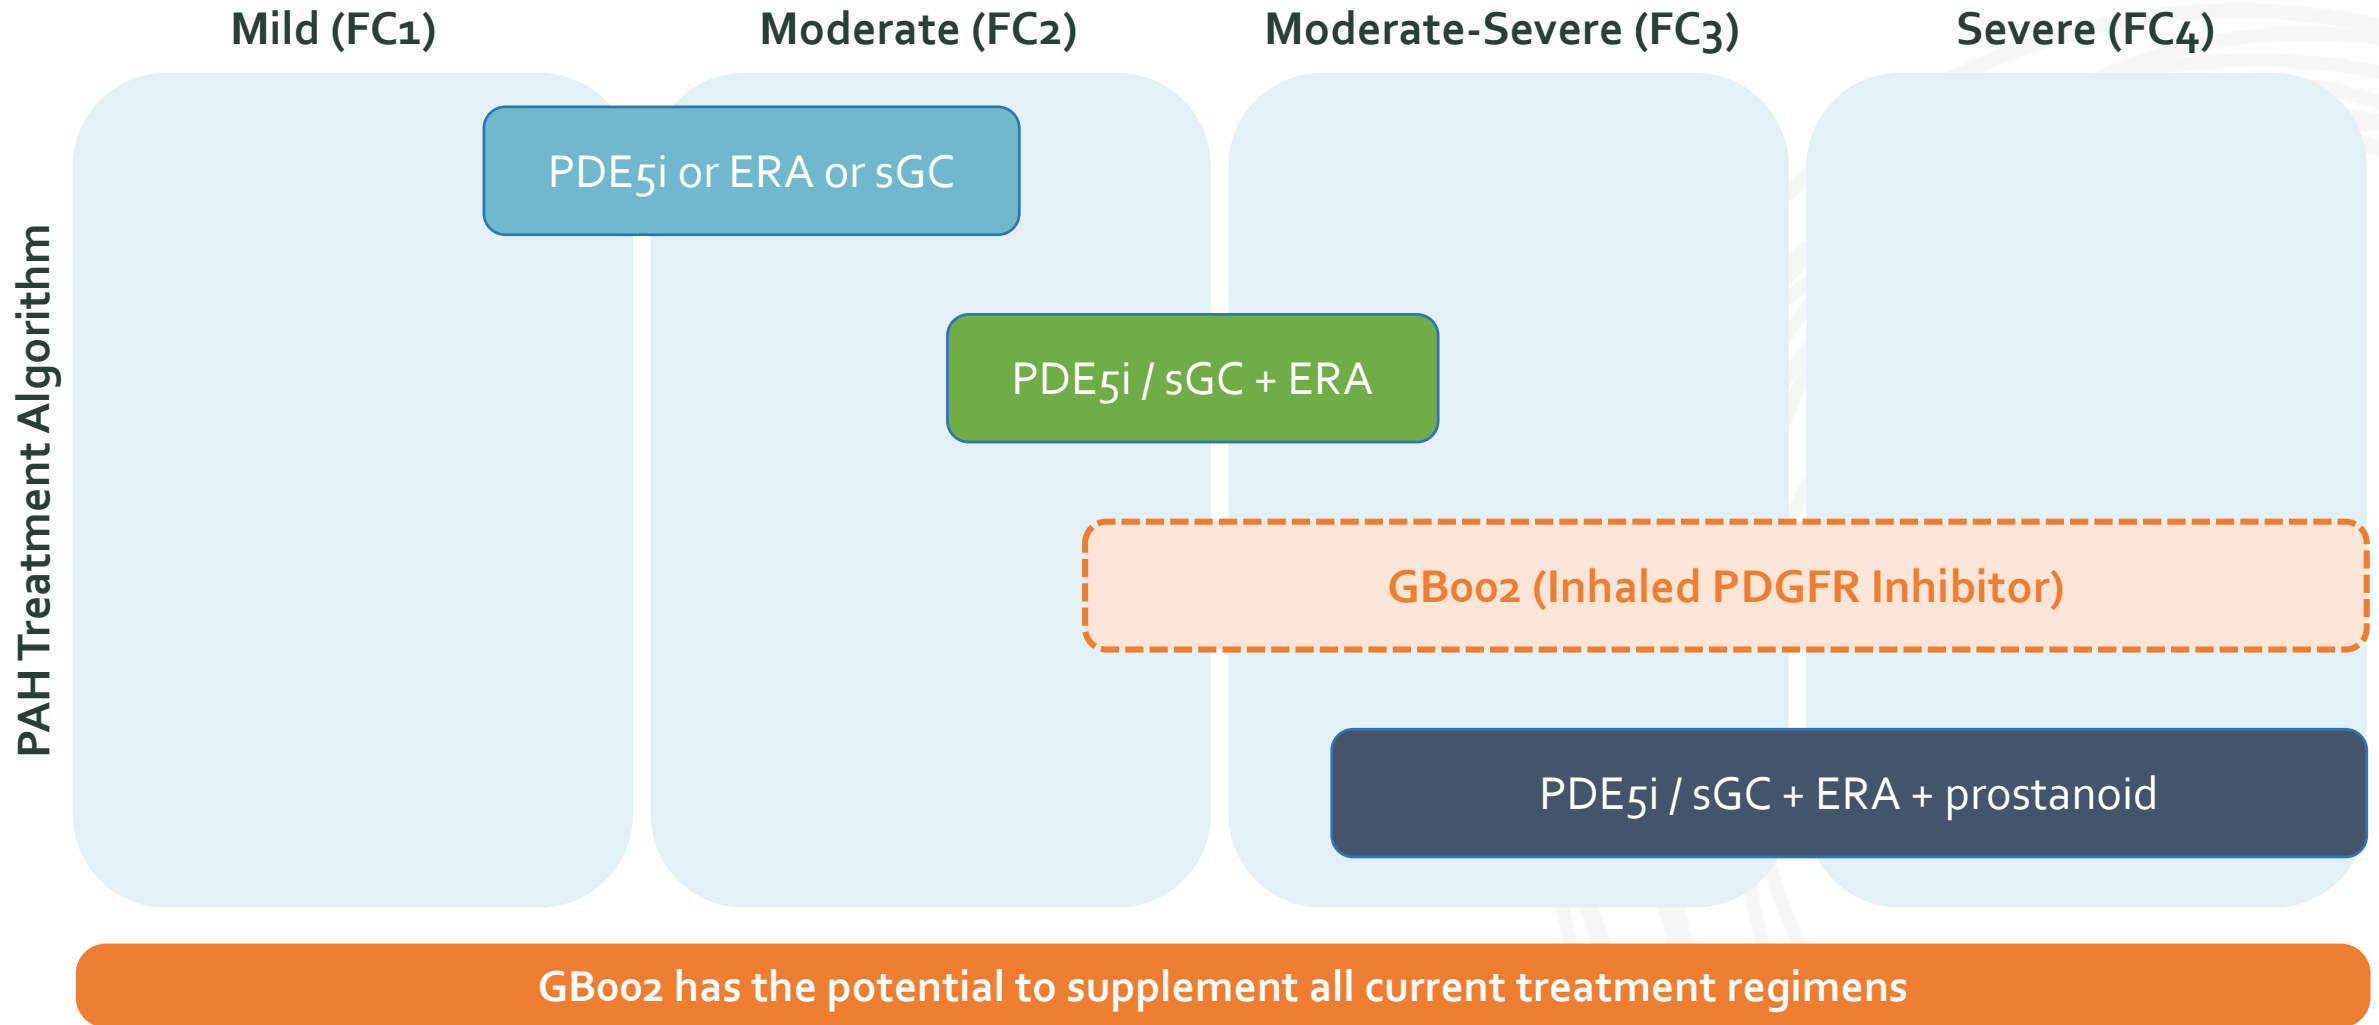 Mild (FC1)
Moderate (FC2)
Moderate-Severe (FC3)
Severe (FC4)
PAH Treatment Algorithm
PDE5i or ERA or sGC
PDE5i / sGC + ERA
GB002 (Inhaled PDGFR Inhibitor)
PDE5i / sGC + ERA + prostanoid
GB002 has the potential to supplement all current treatment regimens